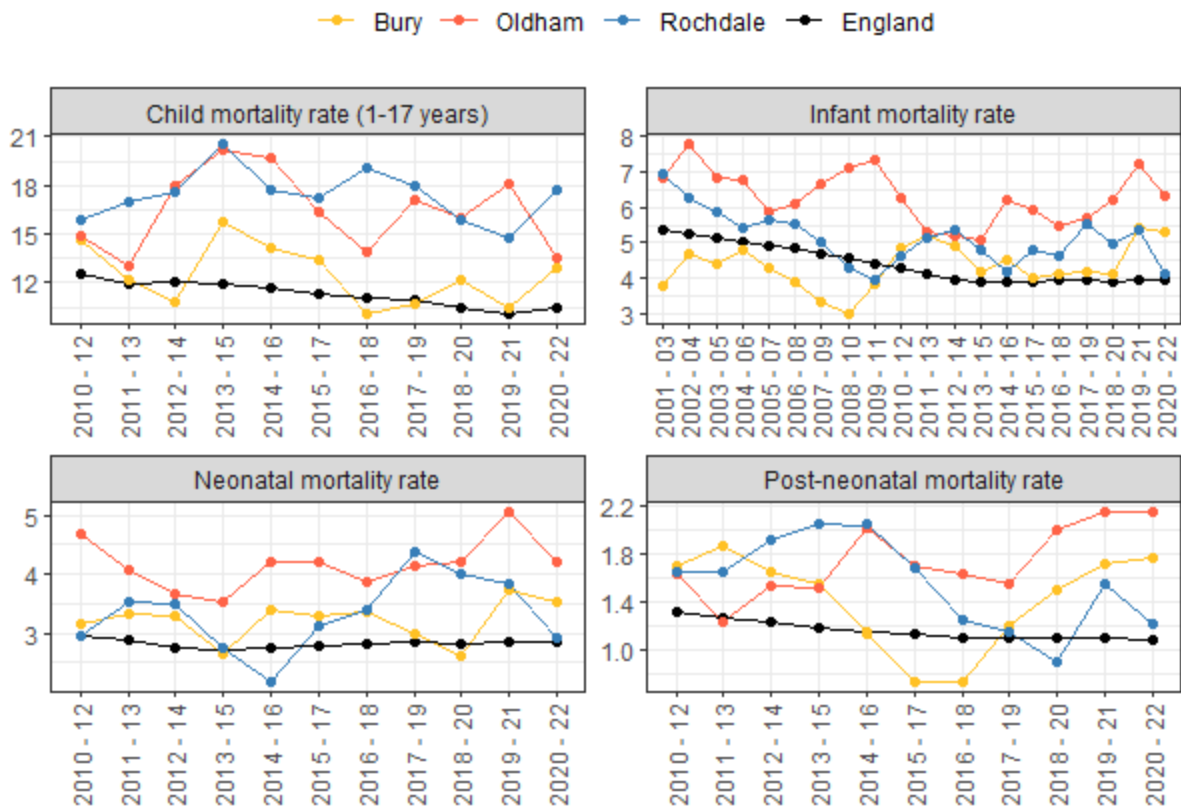 Bury Oldham Rochdale England
Child mortality rate (1-17 years)
21
18
15
12
2010 - 12
2011 - 13
2012 - 14
2013 - 15
2014 - 16
2015 - 17
2016 - 18
2017 - 19
2018 - 20
2019 - 21
2020 - 22
Infant mortality rate
8
7
6
5
4
3
2001 - 03
2002 - 04
2003 - 05
2004 - 06
2005 - 07
2006 - 08
2007 - 09
2008 - 10
2009 - 11
2010 - 12
2011 - 13
2012 - 14
2013 - 15
2014 - 16
2015 - 17
2016 - 18
2017 - 19
2018 - 20
2019 - 21
2020 - 22
Neonatal mortality rate
5
4
3
2010 - 12
2011 - 13
2012 - 14
2013 - 15
2014 - 16
2015 - 17
2016 - 18
2017 - 19
2018 - 20
2019 - 21
2020 - 22
Post-neonatal mortality rate
2.2
1.8
1.4
1.0
2010 - 12
2011 - 13
2012 - 14
2013 - 15
2014 - 16
2015 - 17
2016 - 18
2017 - 19
2018 - 20
2019 - 21
2020 - 22